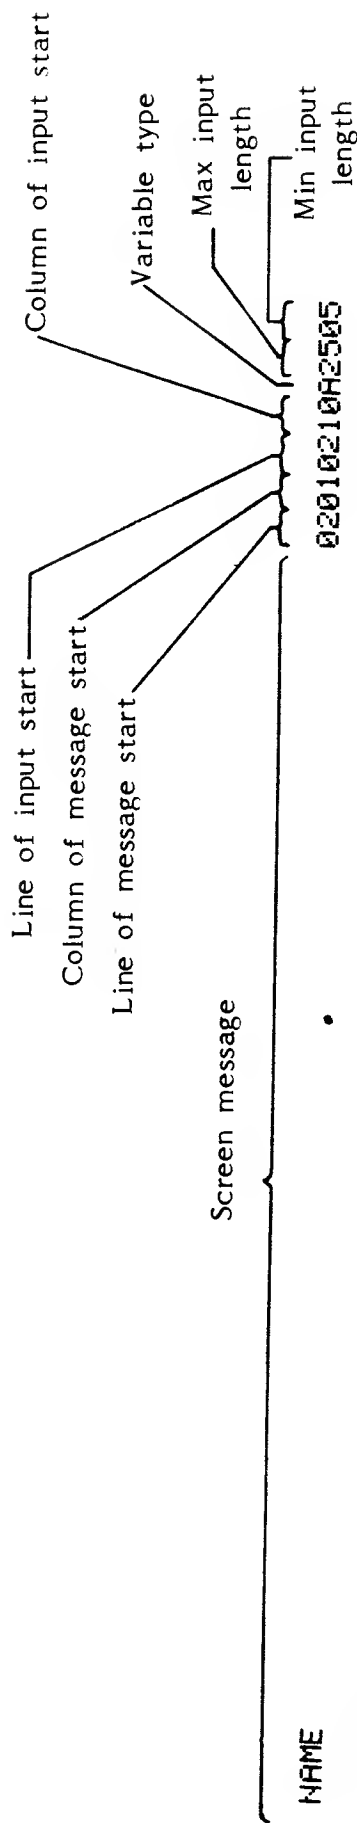 Column of input start
Line of input start
Variable type
Column of message start
Max input
length
Line of message start
Min input
length
Screen message
NAME
02010210A2505